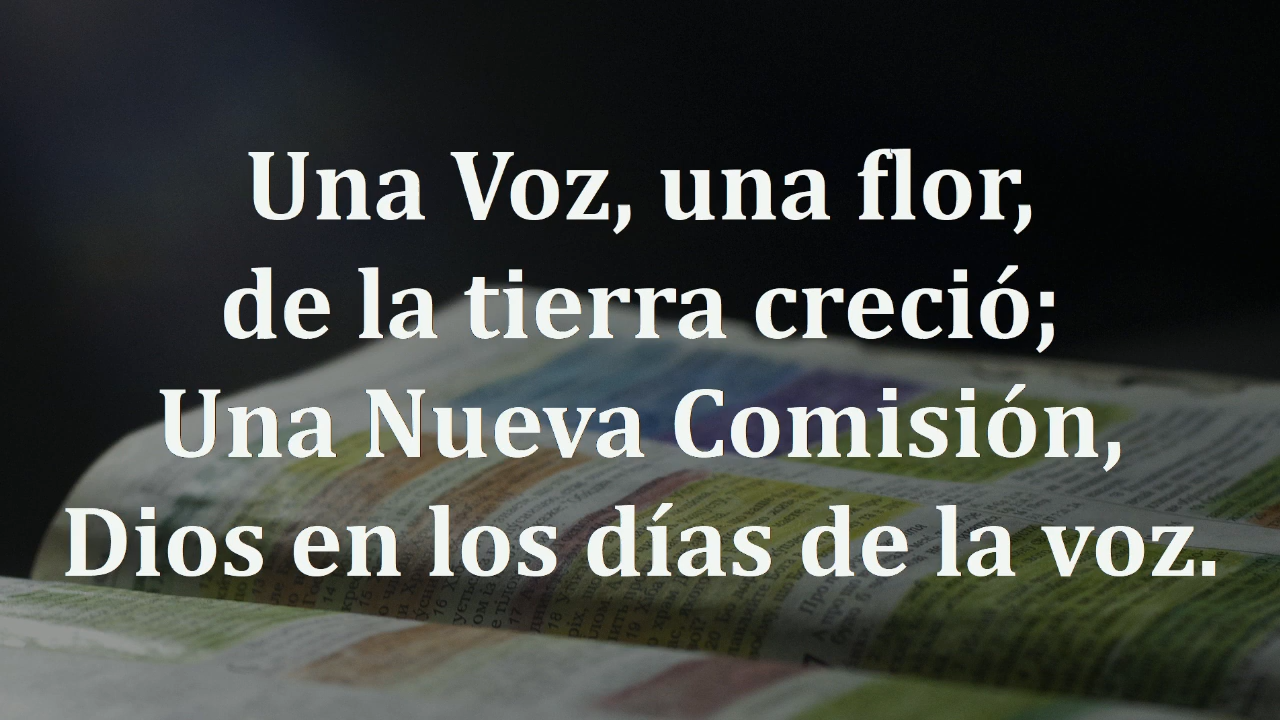 Una Voz, una flor,
de la tierra creció;
Una Nueva Comisión,
Dios en los días de la voz.